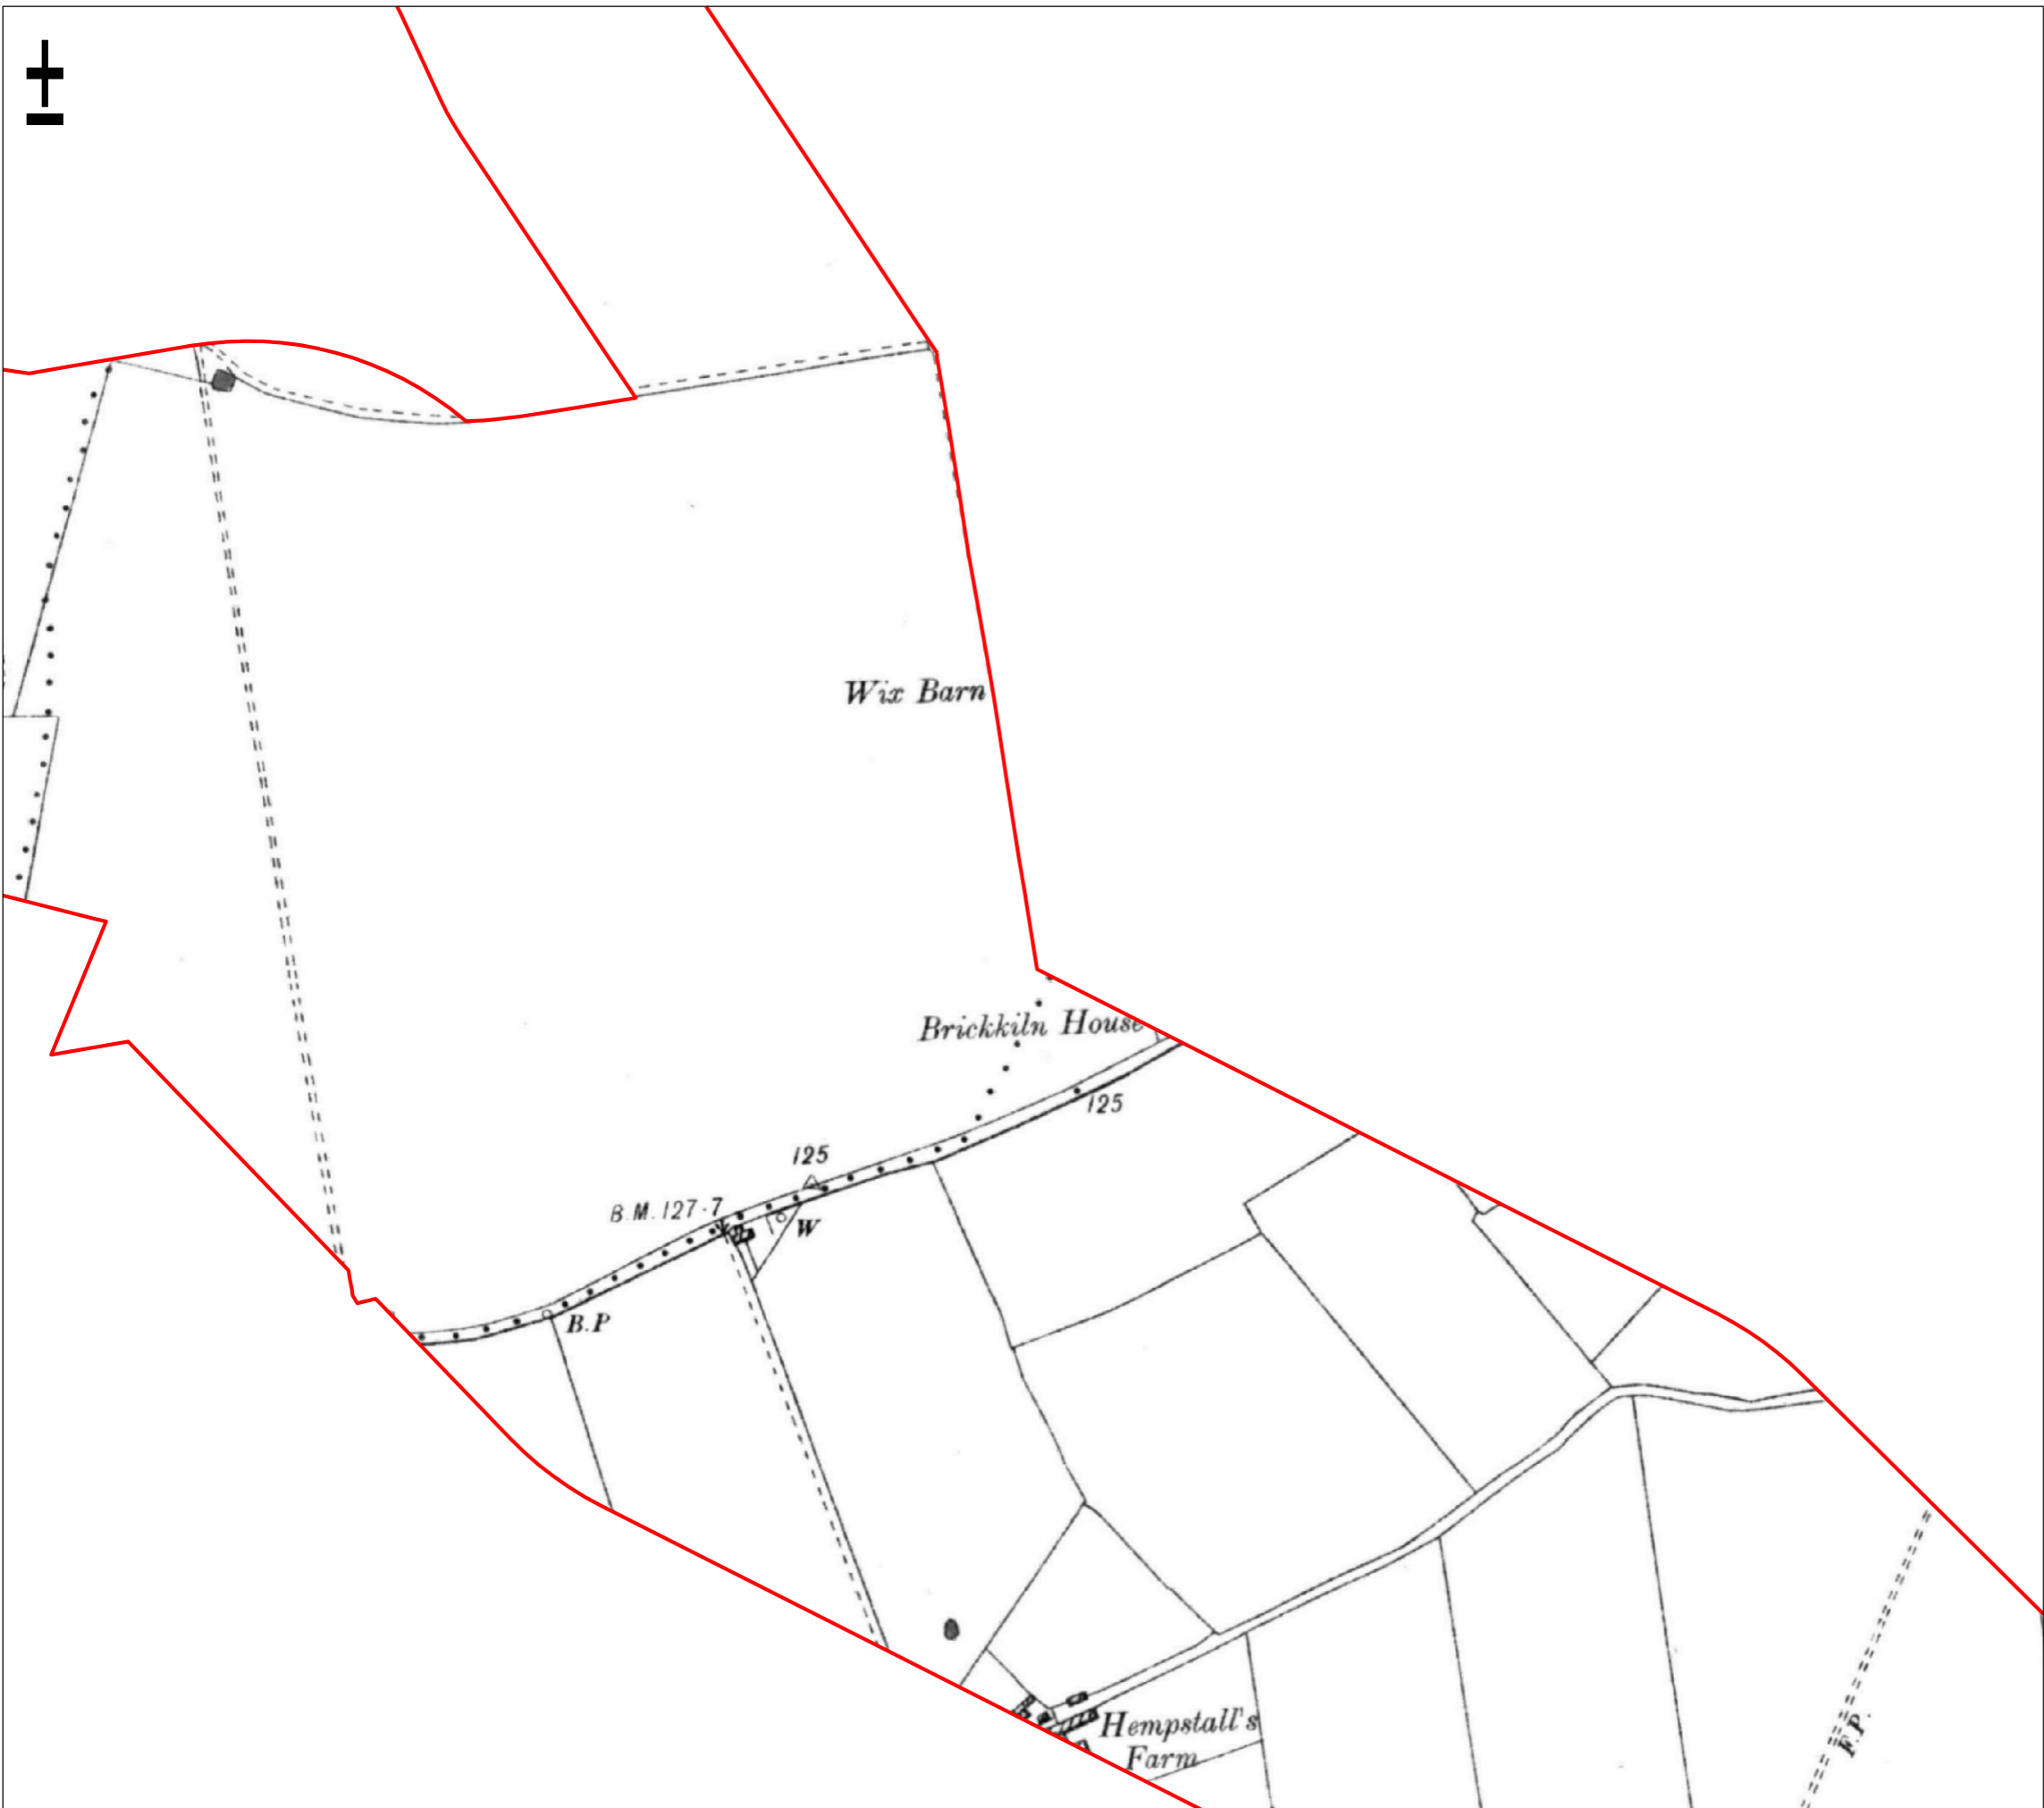 Wix Barn
Brickkiln House
125
125
B.M.127·7
W
B.P
Hempstall's
Farm
F.P.